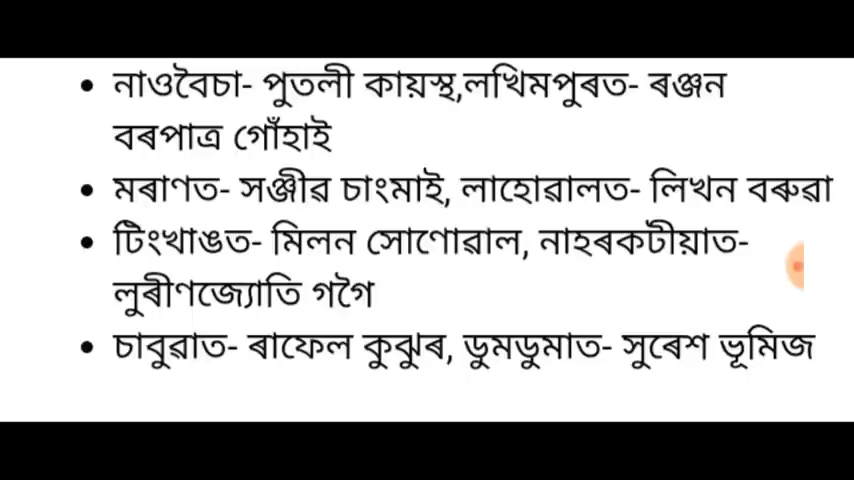 • নাওবৈচা- পুতলী কায়স্থ,লখিমপুৰত- ৰঞ্জন
বৰপাত্ৰ গোঁহাই
• মৰাণত- সঞ্জীৱ চাংমাই, লাহোৱালত- লিখন বৰুৱা
• টিংখাঙত- মিলন সোণোৱাল, নাহৰকটীয়াত-
লুৰীণজ্যোতি গগৈ
• চাবুৱাত- ৰাফেল কুঝুৰ, ডুমডুমাত- সুৰেশ ভূমিজ